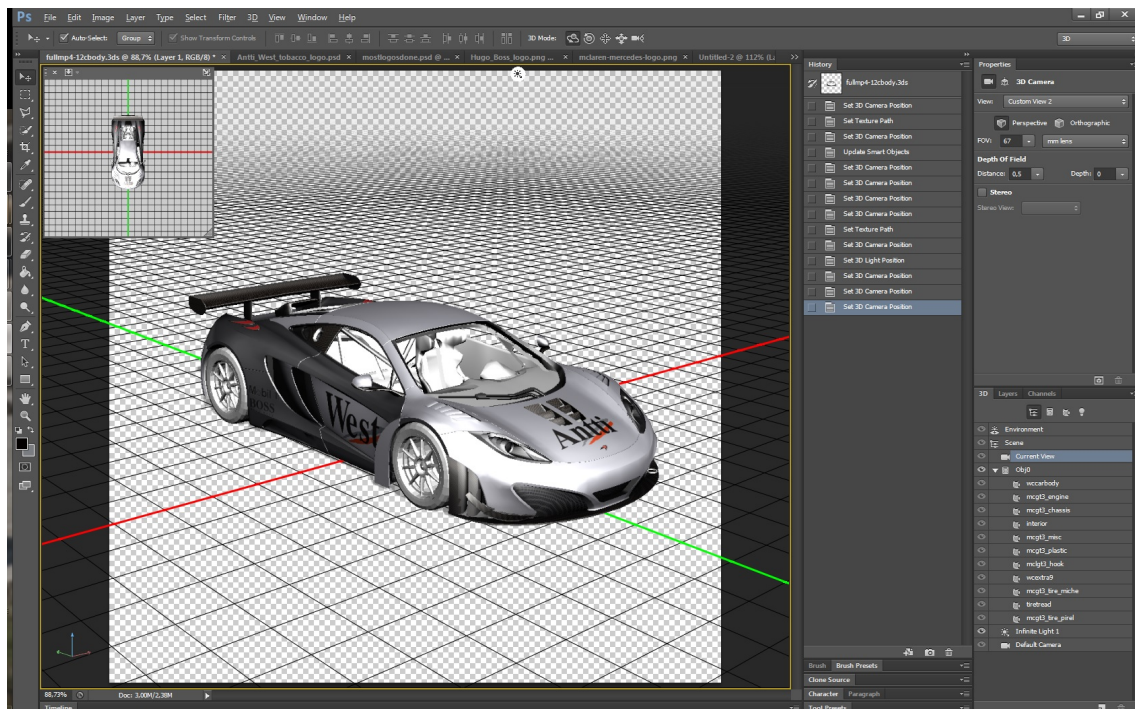 Ps File Edit Image Layer Type Select Filter 3D View Window Help
Auto-Select: Group Show Transform Controls 3D Mode: 3D
fullmp4-12cbody.3ds @ 88,7% (Layer 1, RGB/8) * × Antti_West_tobacco_logo.psd × mostlogosdone.psd @ ... × Hugo_Boss_logo.png ... × mclaren-mercedes-logo.png × Untitled-2 @ 112% (L
History
fullmp4-12cbody.3ds
Set 3D Camera Position
Set Texture Path
Set 3D Camera Position
Update Smart Objects
Set 3D Camera Position
Set 3D Camera Position
Set 3D Camera Position
Set 3D Camera Position
Set Texture Path
Set 3D Camera Position
Set 3D Light Position
Set 3D Camera Position
Set 3D Camera Position
Set 3D Camera Position
Properties
3D Camera
View: Custom View 2
Perspective Orthographic
FOV: 67 mm lens
Depth Of Field
Distance: 0,5 Depth: 0
Stereo
Stereo View:
3D Layers Channels
Environment
Scene
Current View
Obj0
wccarbody
mcgt3_engine
mcgt3_chassis
interior
mcgt3_misc
mcgt3_plastic
mclgt3_hook
wcextra9
mcgt3_tire_miche
tiretread
mcgt3_tire_pirel
Infinite Light 1
Default Camera
Mobil
BOSS
West
Antti
88,73% Doc: 3,00M/2,38M
Timeline
Brush Brush Presets
Clone Source
Character Paragraph
Tool Presets